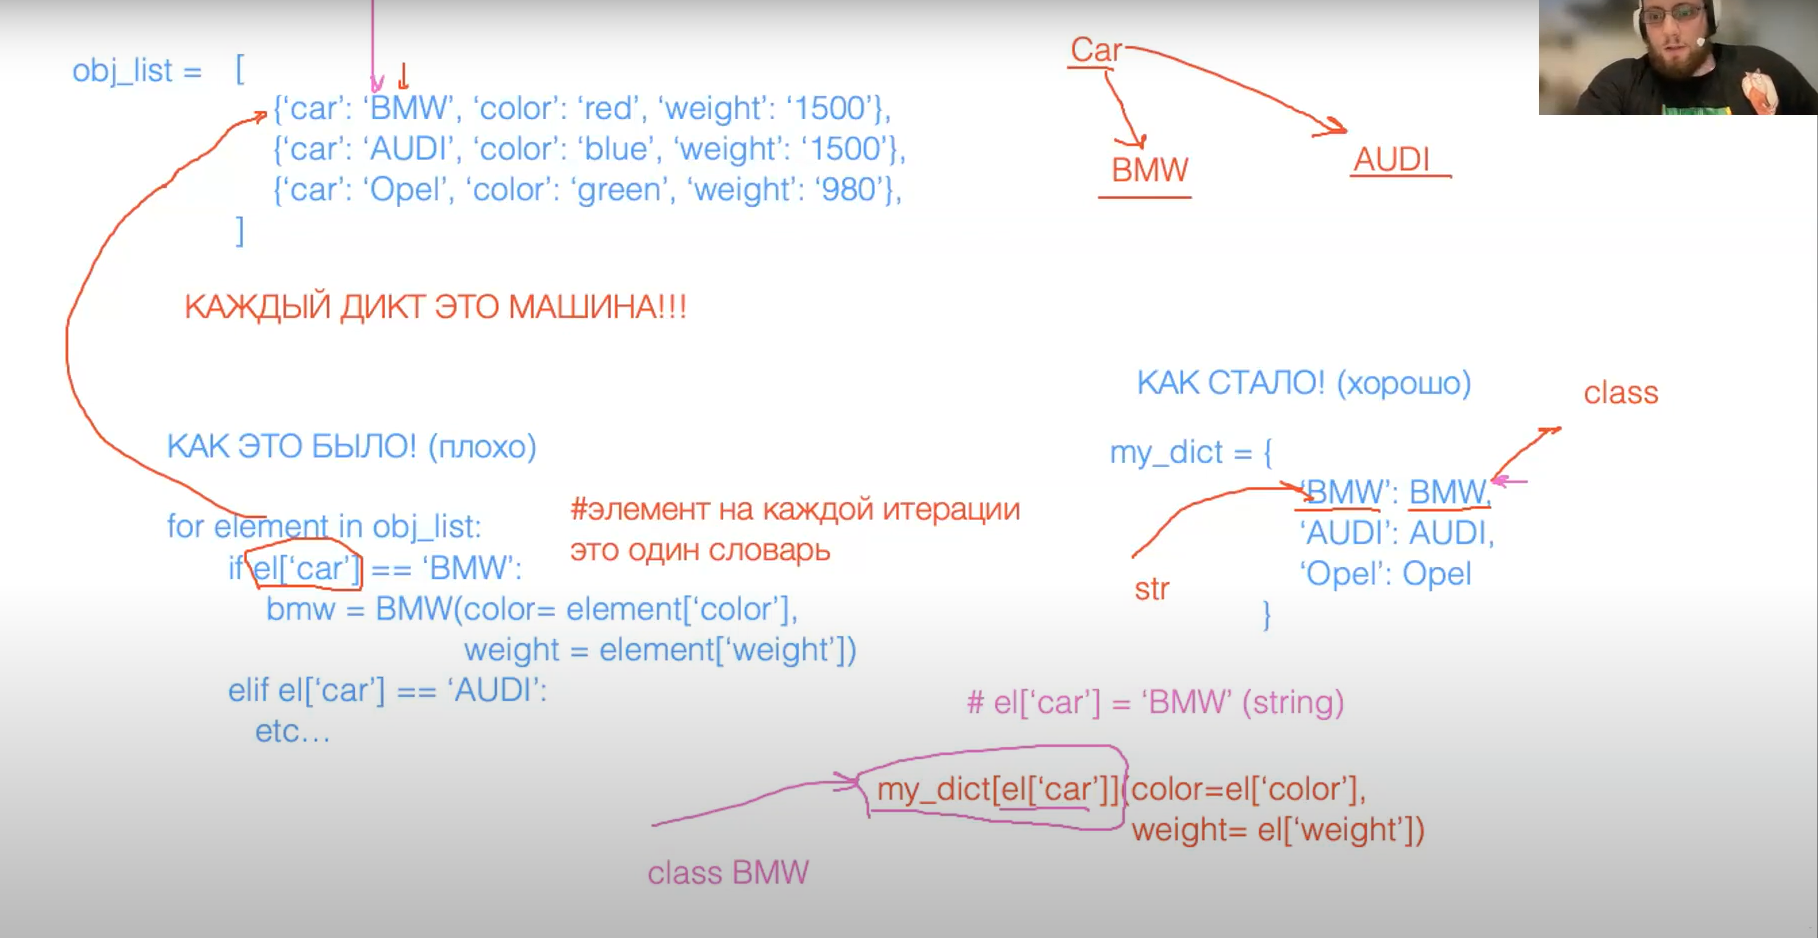 obj_list = [
{‘car’: ‘BMW’, ‘color’: ‘red’, ‘weight’: ‘1500’},
{‘car’: ‘AUDI’, ‘color’: ‘blue’, ‘weight’: ‘1500’},
{‘car’: ‘Opel’, ‘color’: ‘green’, ‘weight’: ‘980’},
]
Car
BMW
AUDI
КАЖДЫЙ ДИКТ ЭТО МАШИНА!!!
КАК ЭТО БЫЛО! (плохо)
for element in obj_list:
if el[‘car’] == ‘BMW’:
bmw = BMW(color= element[‘color’],
weight = element[‘weight’])
elif el[‘car’] == ‘AUDI’:
etc…
#элемент на каждой итерации
это один словарь
КАК СТАЛО! (хорошо)
class
my_dict = {
‘BMW’: BMW,
‘AUDI’: AUDI,
‘Opel’: Opel
}
str
# el[‘car’] = ‘BMW’ (string)
my_dict[el[‘car’]](color=el[‘color’],
weight= el[‘weight’])
class BMW